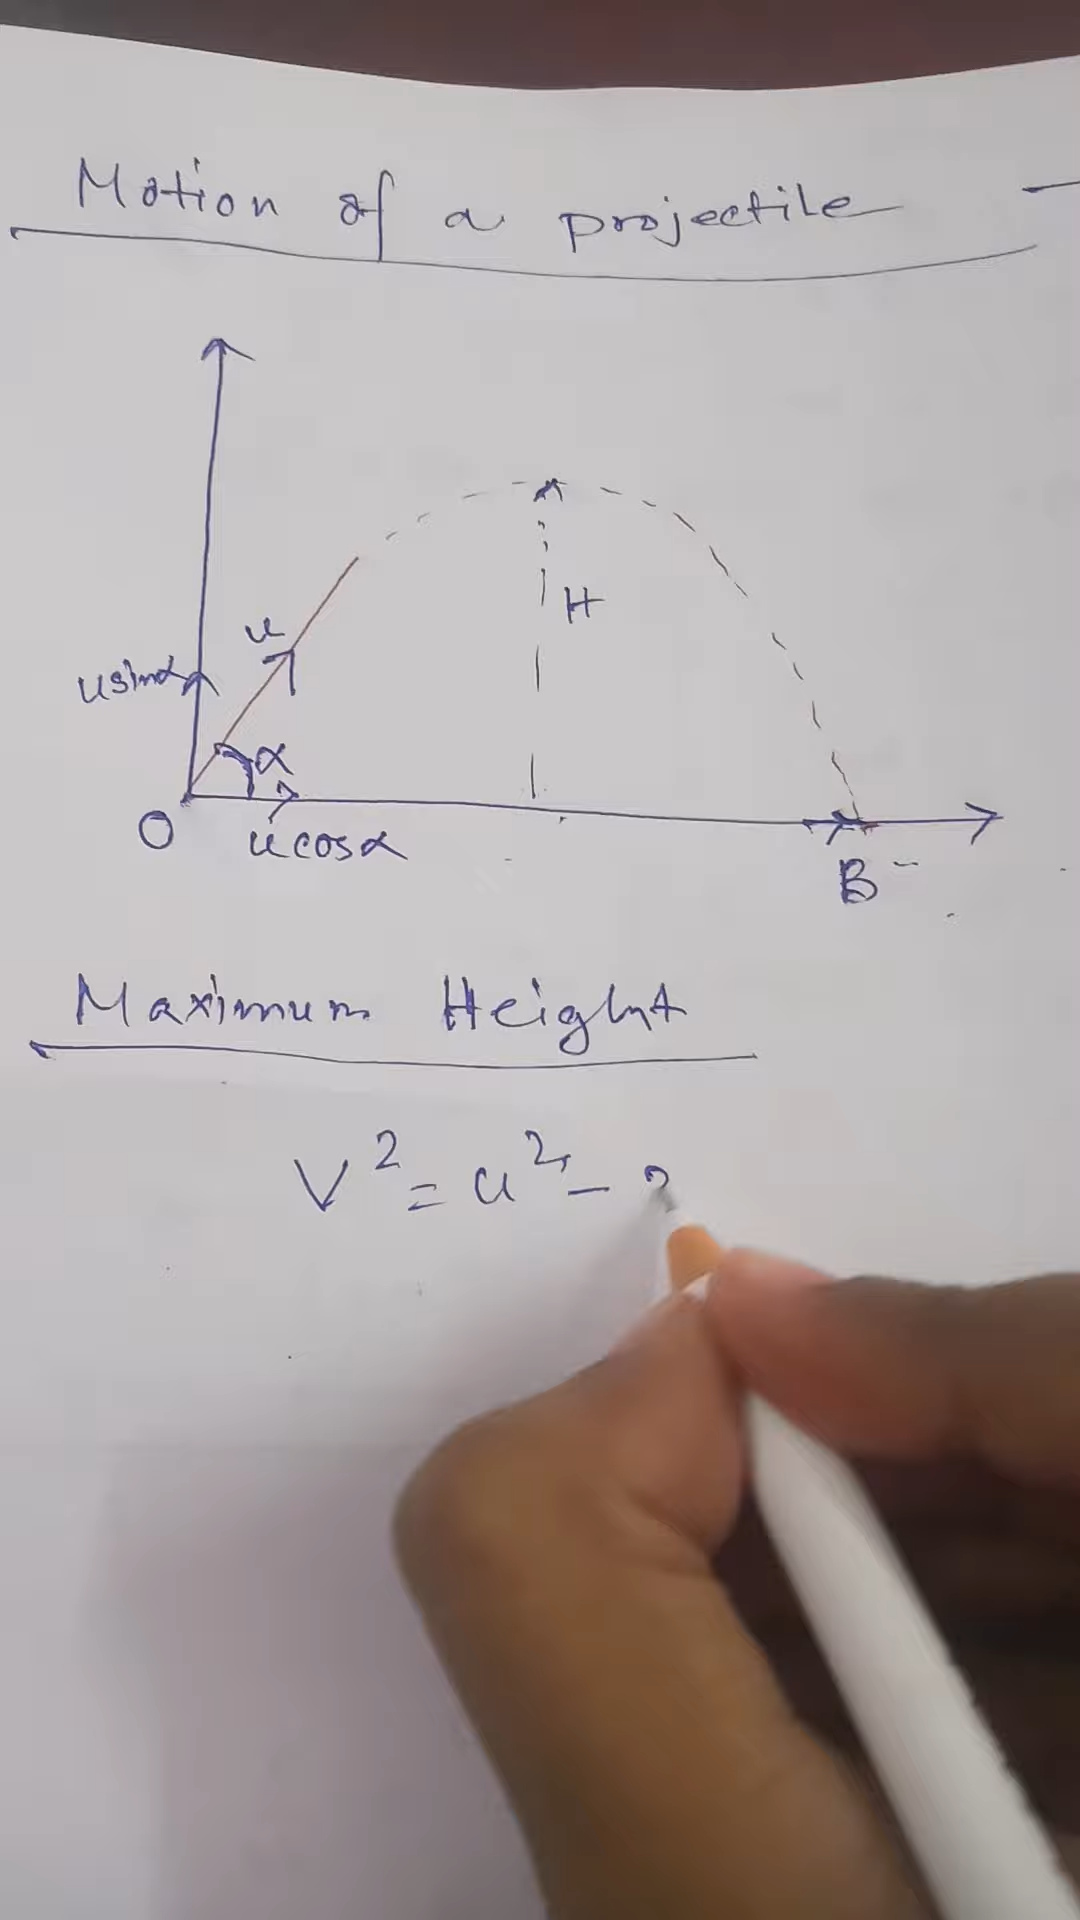 Motion of a projectile -
u
H
usinα
α
O
ucosα
B
Maximum Height
V² = u² - 2